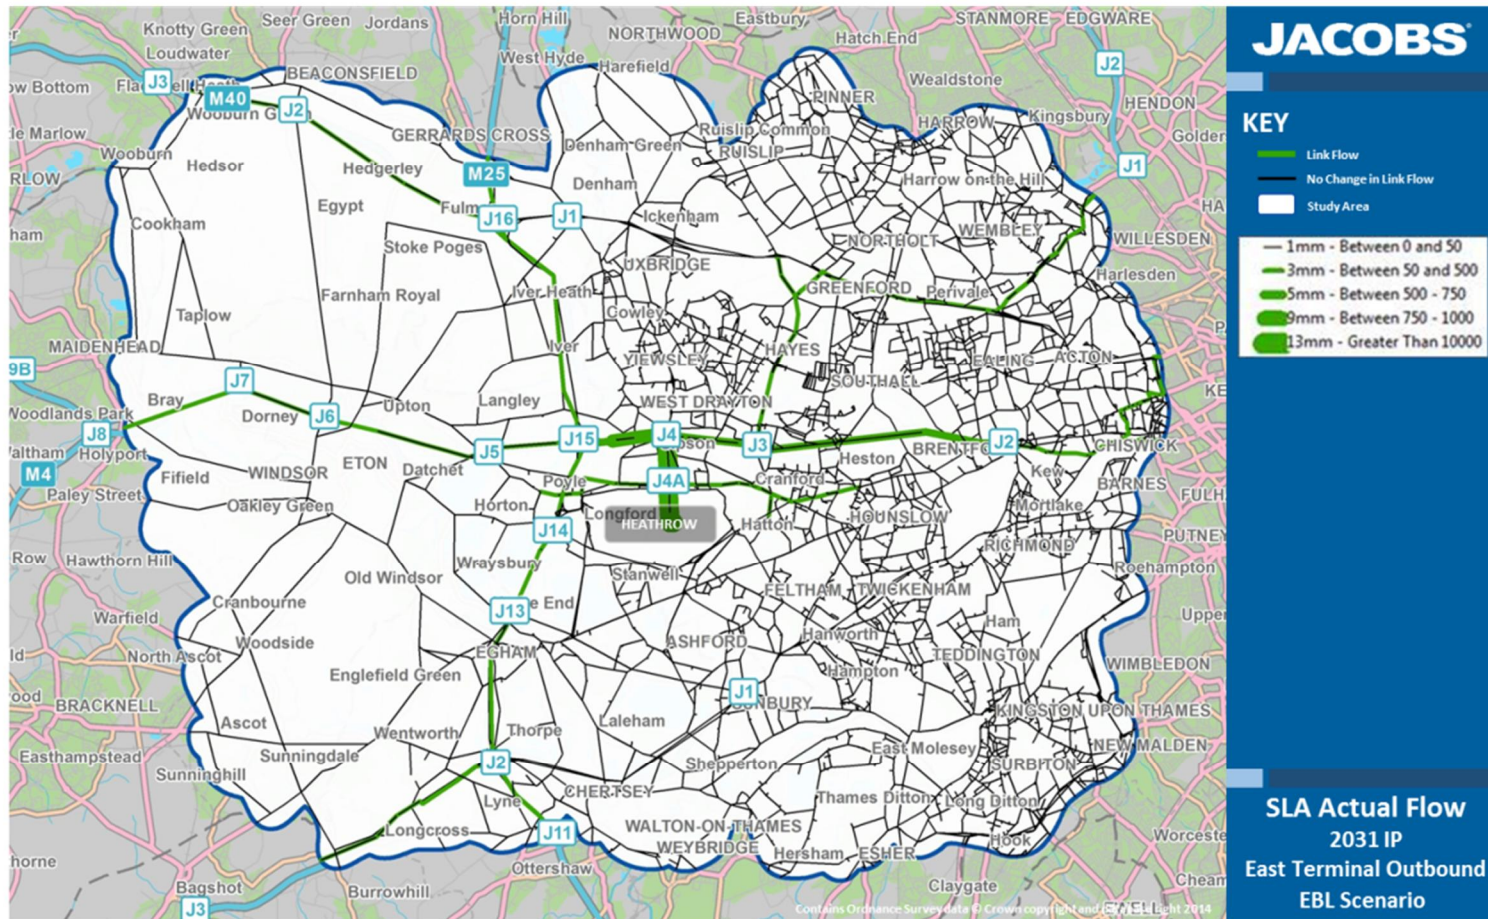 Horn Hill
Seer Green
Jordans
Eastbury
STANMORE
EDGWARE
Knotty Green
NORTHWOOD
Hatch End
Loudwater
West Hyde
J2
BEACONSFIELD
Harefield
Wealdstone
J3
M40
J2
PINNER
HENDON
HARROW
Kingsbury
GERRARDS CROSS
Ruislip Common
Denham Green
RUISLIP
Wooburn
Hedsor
Hedgerley
M25
J1
Denham
Harrow on the Hill
Egypt
J16
J1
Ickenham
Cookham
WEMBLEY
Stoke Poges
NORTHOLT
WILLESDEN
UXBRIDGE
Harlesden
Farnham Royal
Iver Heath
GREENFORD
Perivale
Taplow
Cowley
MAIDENHEAD
Iver
YIEWSLEY
HAYES
EALING
ACTON
9B
J7
SOUTHALL
Bray
Upton
Langley
WEST DRAYTON
Woodlands Park
Dorney
J6
J8
J15
J4
J3
J2
CHISWICK
Holyport
J5
Heston
M4
Fifield
WINDSOR
ETON
Datchet
Poyle
J4A
Cranford
Kew
BARNES
Paley Street
Oakley Green
Horton
Longford
HEATHROW
Hatton
HOUNSLOW
Mortlake
J14
RICHMOND
PUTNEY
Row
Hawthorn Hill
Wraysbury
Roehampton
Old Windsor
Stanwell
FELTHAM
TWICKENHAM
Cranbourne
J13
e End
Warfield
Hanworth
Ham
Woodside
ASHFORD
North Ascot
EGHAM
TEDDINGTON
WIMBLEDON
Englefield Green
Hampton
BRACKNELL
J1
KINGSTON UPON THAMES
Ascot
Laleham
Wentworth
Thorpe
East Molesey
NEW MALDEN
Easthampstead
Sunningdale
J2
Shepperton
SURBITON
Sunninghill
CHERTSEY
Lyne
Thames Ditton
Long Ditton
Longcross
J11
WALTON-ON-THAMES
Hook
WEYBRIDGE
Hersham
ESHER
Ottershaw
Bagshot
Burrowhill
Claygate
J3
JACOBS
KEY
Link Flow
No Change in Link Flow
Study Area
1mm - Between 0 and 50
3mm - Between 50 and 500
5mm - Between 500 - 750
9mm - Between 750 - 1000
13mm - Greater Than 10000
SLA Actual Flow
2031 IP
East Terminal Outbound
EBL Scenario